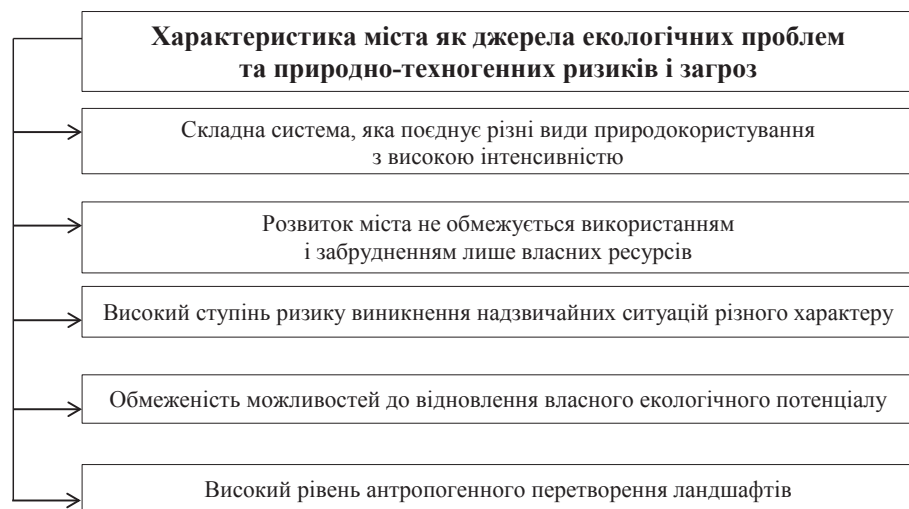 Характеристика міста як джерела екологічних проблем
та природно-техногенних ризиків і загроз
Складна система, яка поєднує різні види природокористування
з високою інтенсивністю
Розвиток міста не обмежується використанням
і забрудненням лише власних ресурсів
Високий ступінь ризику виникнення надзвичайних ситуацій різного характеру
Обмеженість можливостей до відновлення власного екологічного потенціалу
Високий рівень антропогенного перетворення ландшафтів